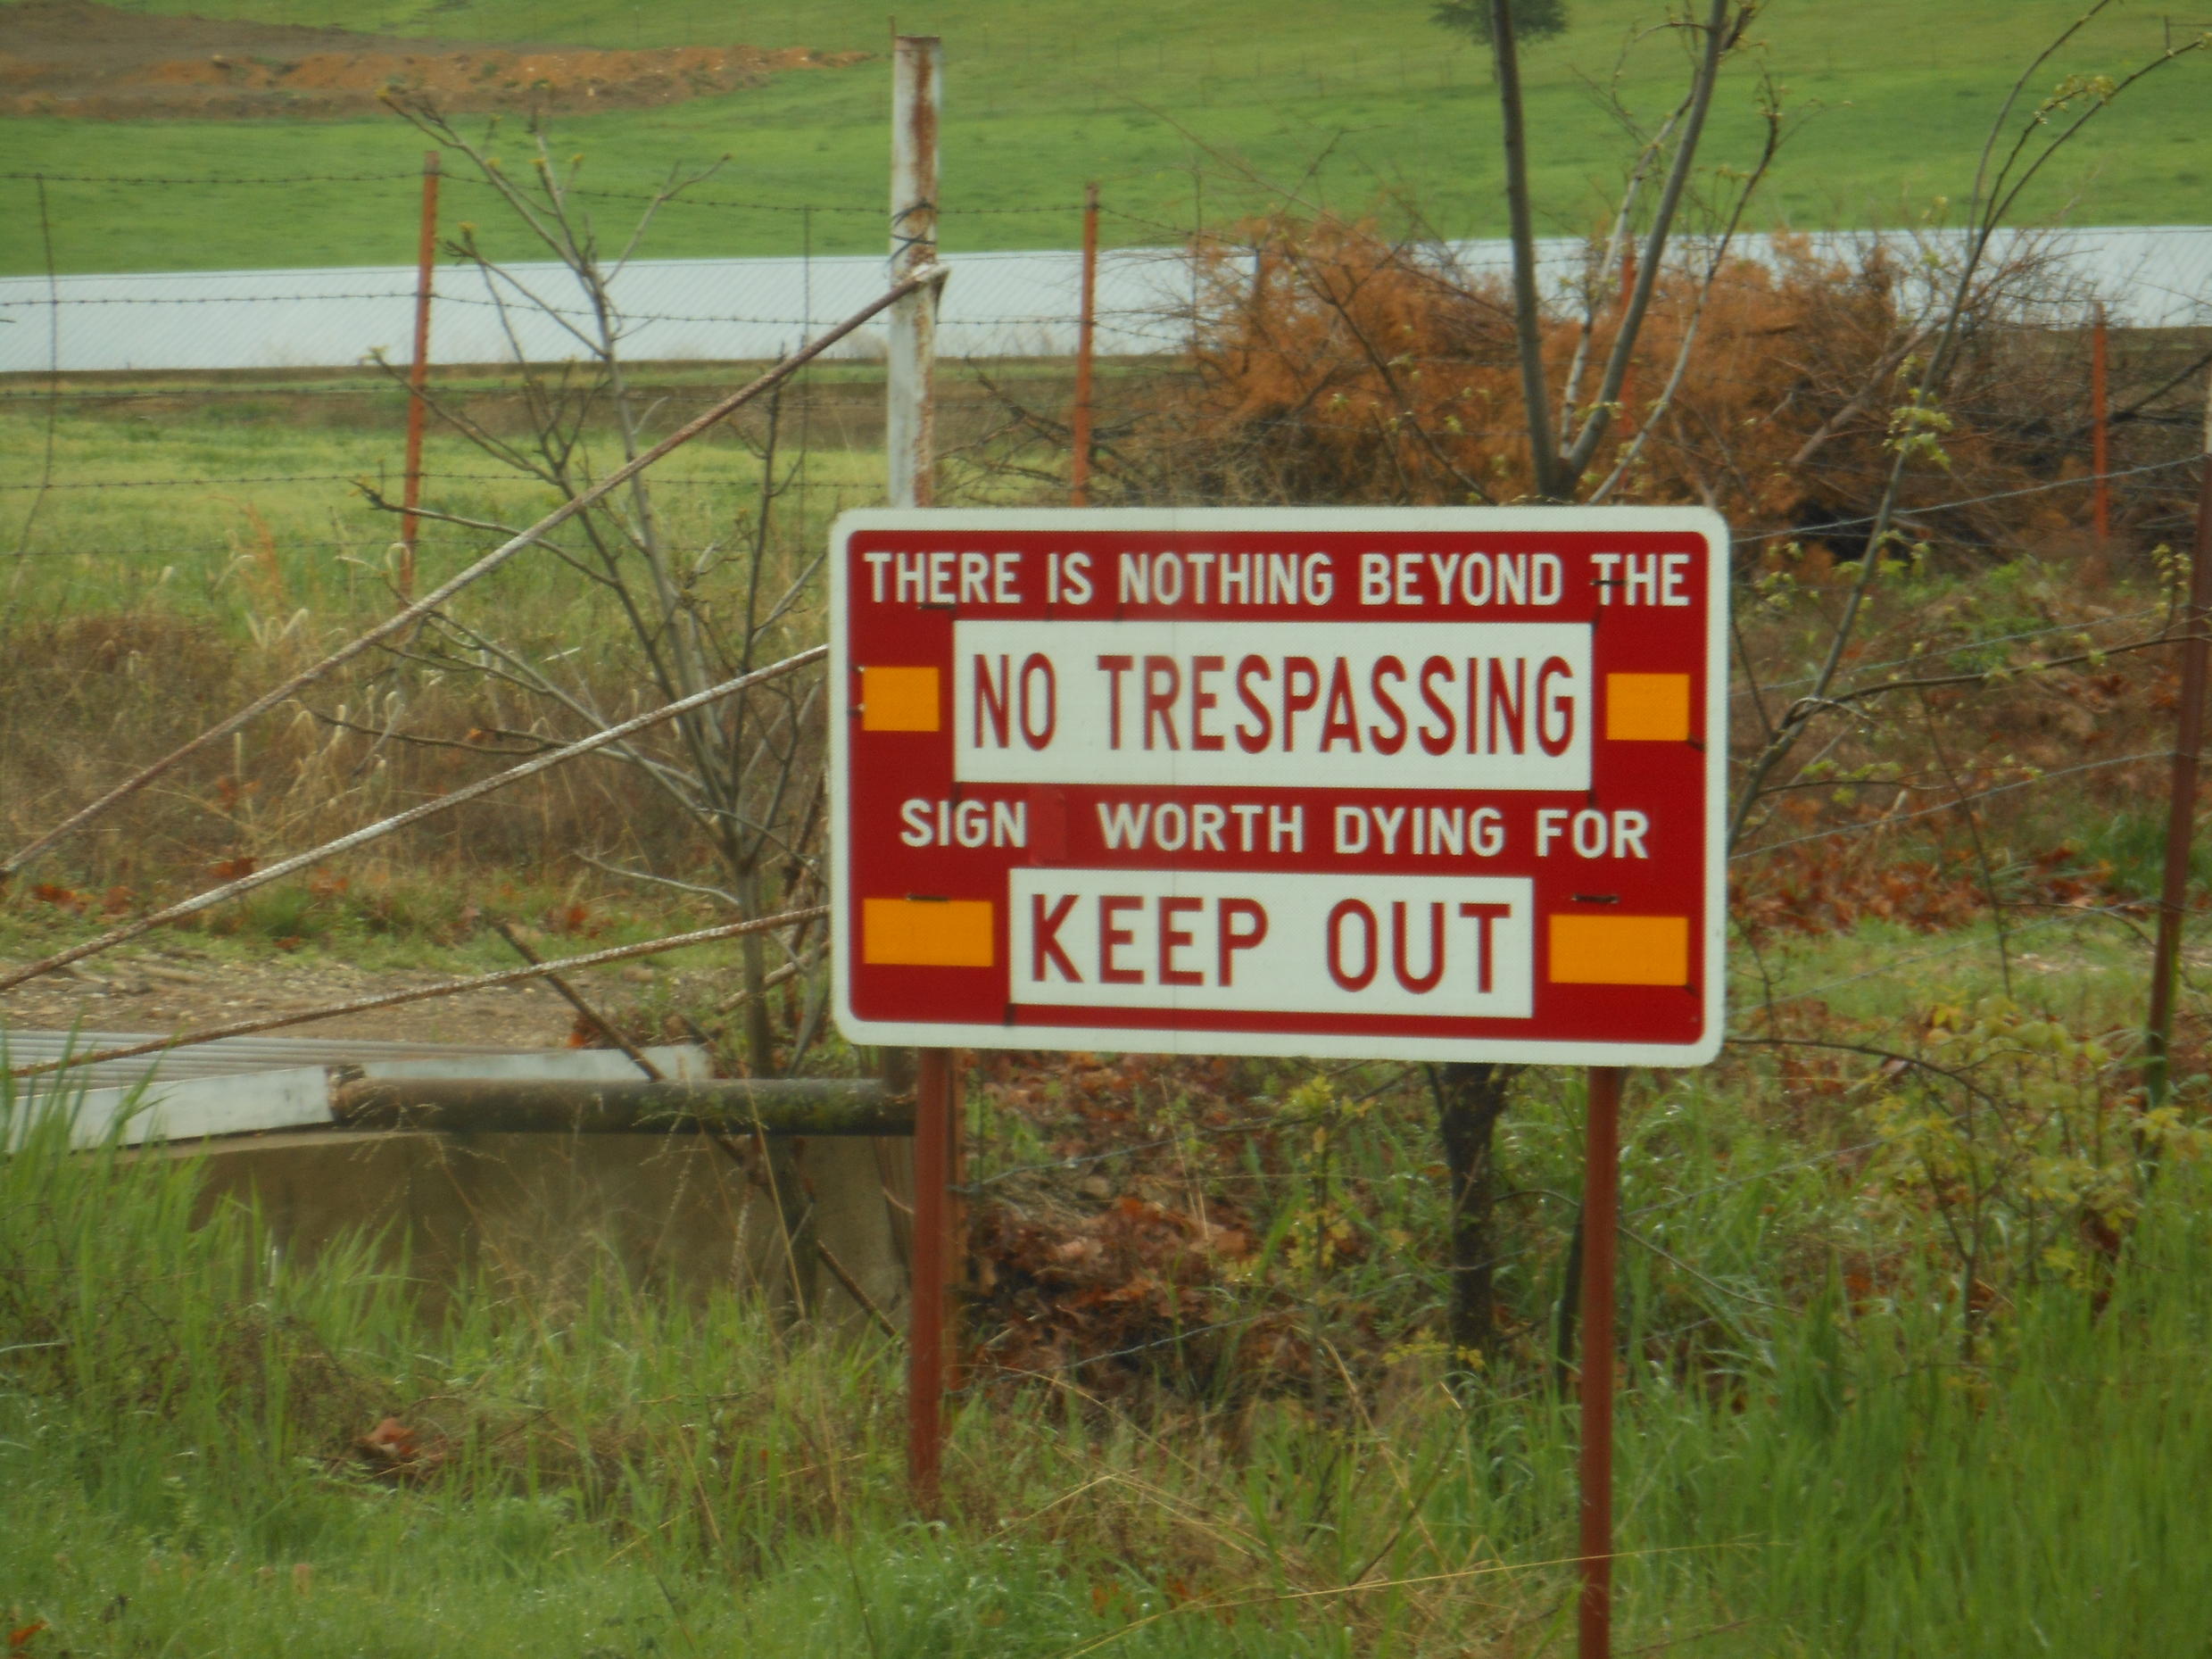 THERE IS NOTHING BEYOND THE
NO TRESPASSING
SIGN WORTH DYING FOR
KEEP OUT